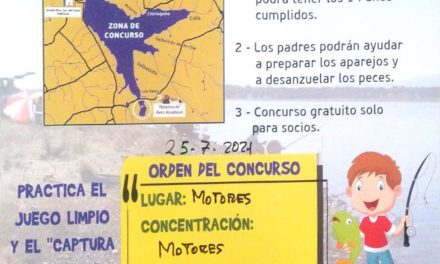 ZONA DE
CONCURSO
Chiriveguete
cumplidos.
2 - Los padres podrán ayudar
a preparar los aparejos y
a desanzuelar los peces.
3 - Concurso gratuito solo
para socios.
25-7. 2021
ORDEN DEL CONCURSO
LUGAR: MOTORES
CONCENTRACIÓN:
MOTORES
PRACTICA EL
JUEGO LIMPIO
Y EL "CAPTURA